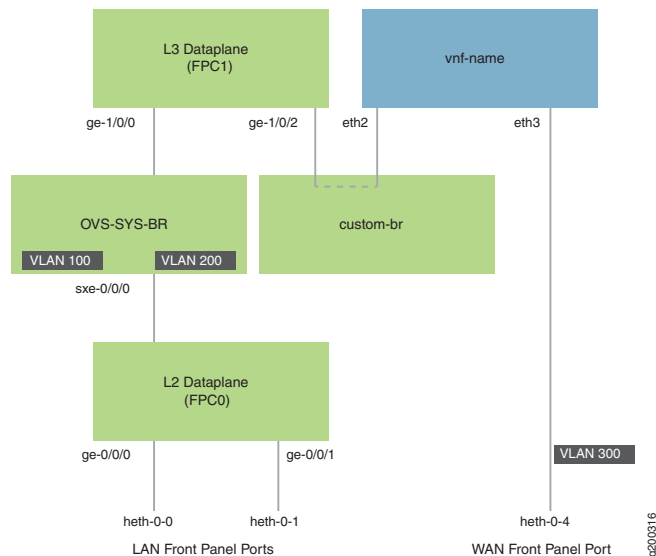 L3 Dataplane
(FPC1)
vnf-name
ge-1/0/0
ge-1/0/2
eth2
eth3
OVS-SYS-BR
custom-br
VLAN 100
VLAN 200
sxe-0/0/0
L2 Dataplane
(FPC0)
ge-0/0/0
ge-0/0/1
VLAN 300
heth-0-0
heth-0-1
heth-0-4
LAN Front Panel Ports
WAN Front Panel Port
g200316